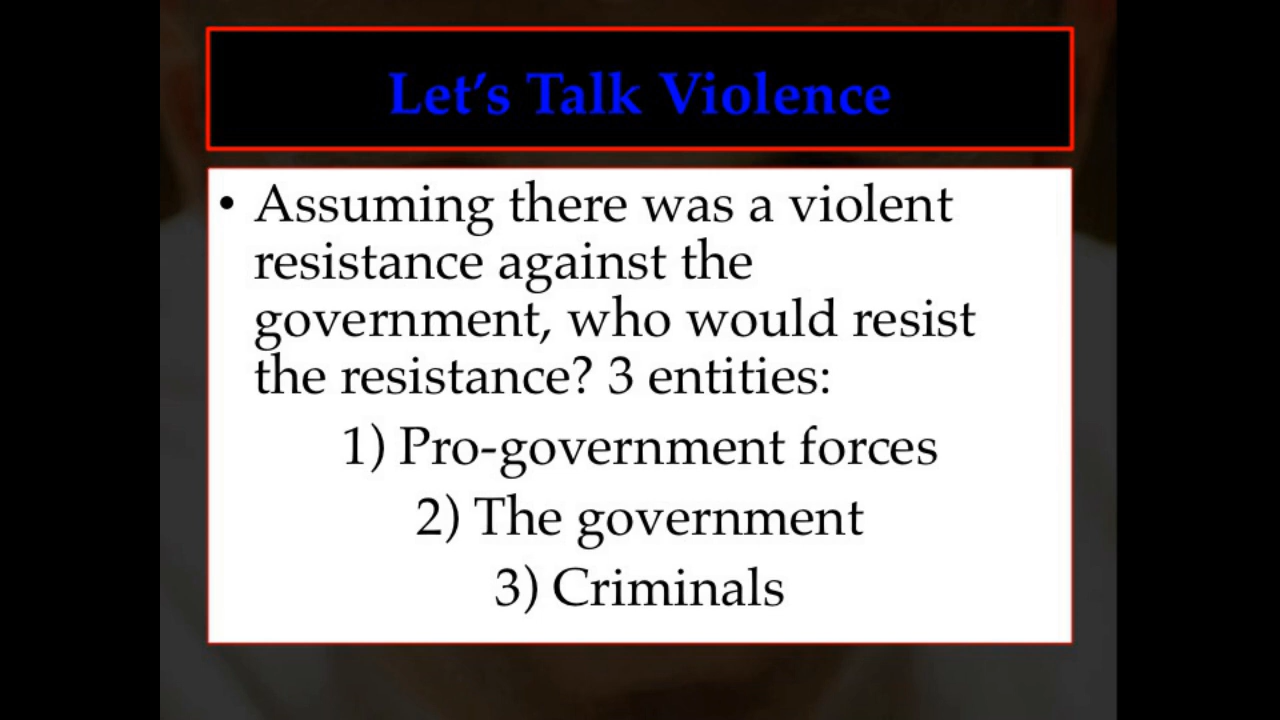 Let's Talk Violence
• Assuming there was a violent
resistance against the
government, who would resist
the resistance? 3 entities:
1) Pro-government forces
2) The government
3) Criminals